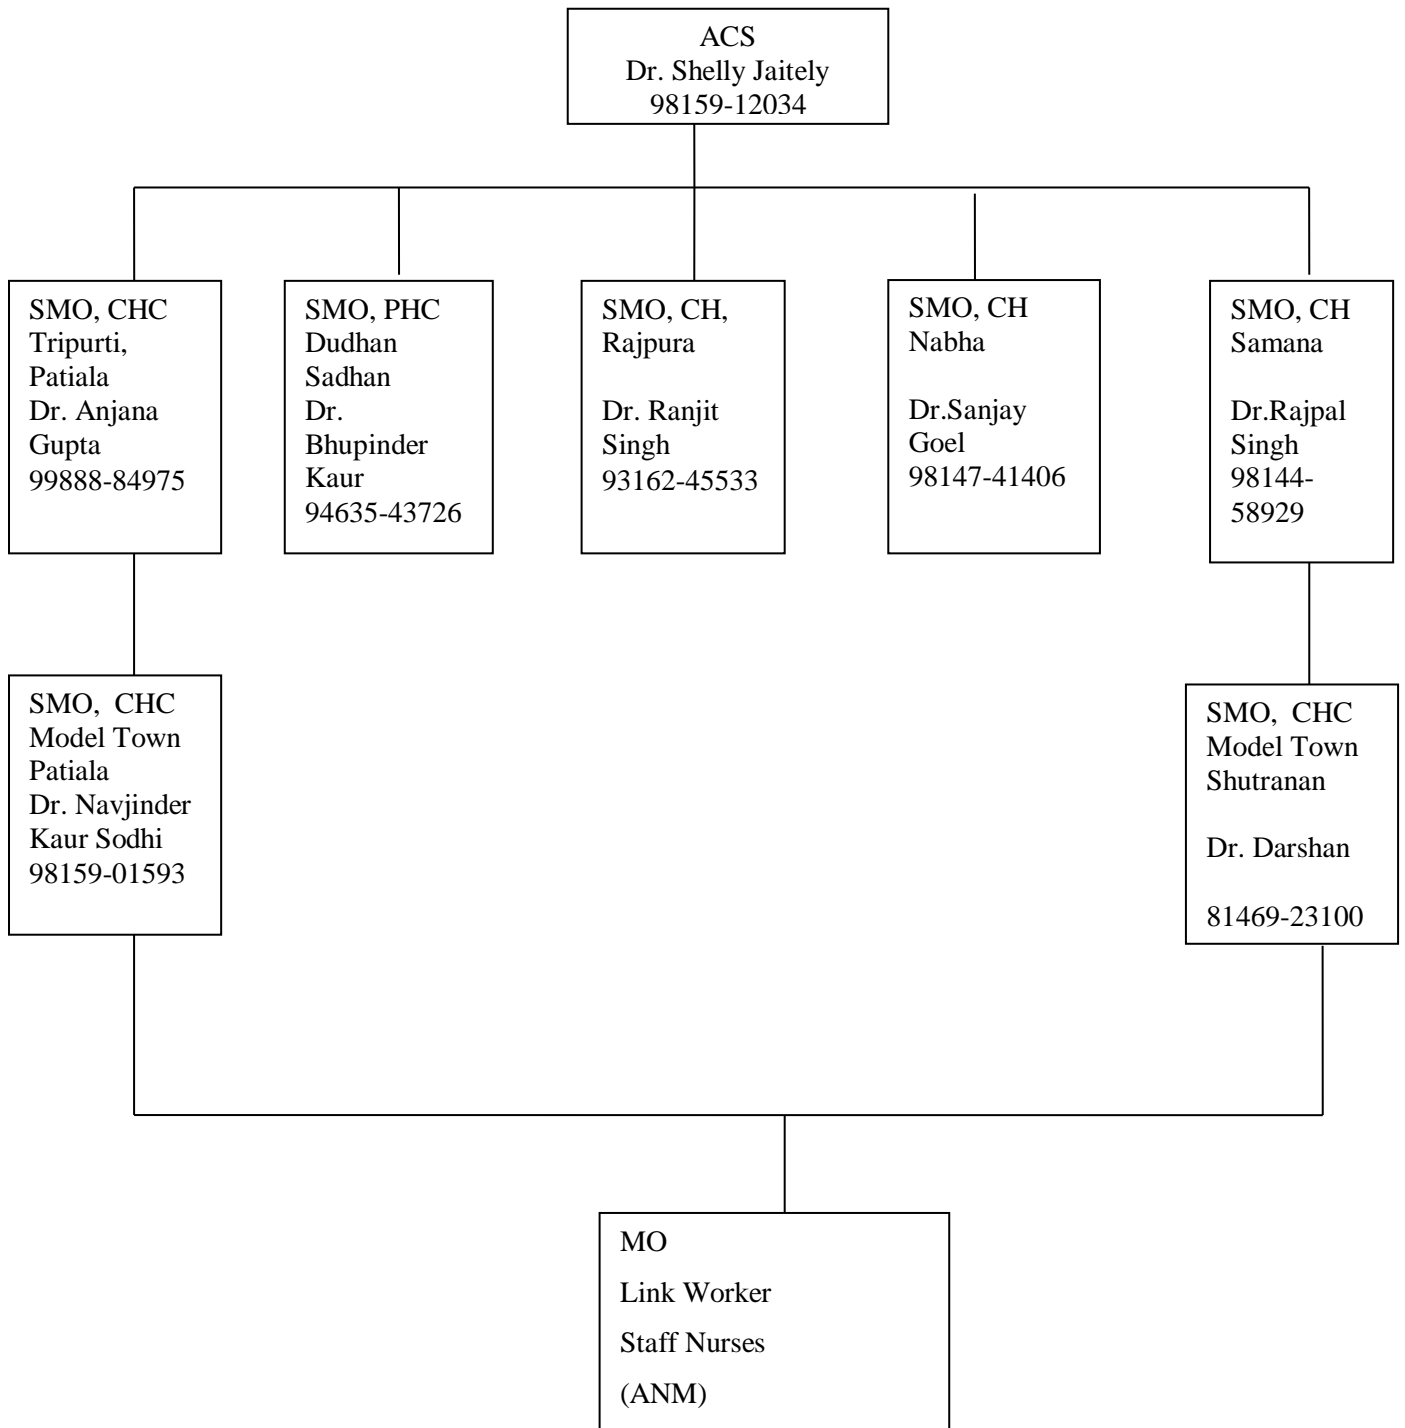 ACS
Dr. Shelly Jaitely
98159-12034
SMO, CHC
Tripurti,
Patiala
Dr. Anjana
Gupta
99888-84975
SMO, PHC
Dudhan
Sadhan
Dr.
Bhupinder
Kaur
94635-43726
SMO, CH,
Rajpura
Dr. Ranjit
Singh
93162-45533
SMO, CH
Nabha
Dr.Sanjay
Goel
98147-41406
SMO, CH
Samana
Dr.Rajpal
Singh
98144-
58929
SMO,  CHC
Model Town
Patiala
Dr. Navjinder
Kaur Sodhi
98159-01593
SMO,  CHC
Model Town
Shutranan
Dr. Darshan
81469-23100
MO
Link Worker
Staff Nurses
(ANM)